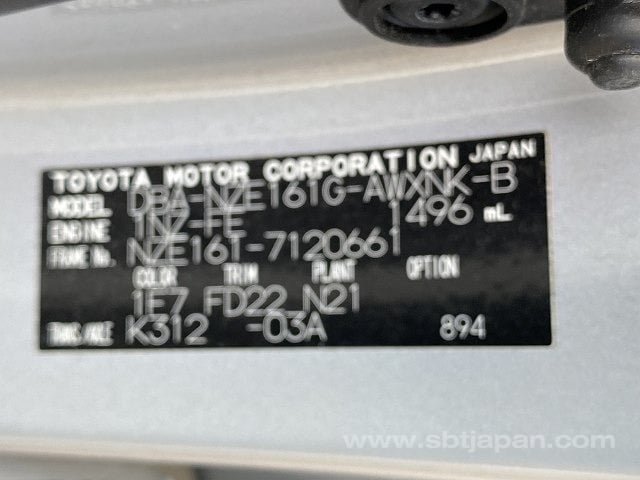 TOYOTA MOTOR CORPORATION JAPAN
MODEL DBA-NZE161G-AWXNK-B
ENGINE 1NZ-FE 1496 mL
FRAME No. NZE161-7120661
COLOR TRIM PLANT OPTION
1F7 FD22 N21
TRANS/AXLE K312 -03A 894
www.sbtjapan.com